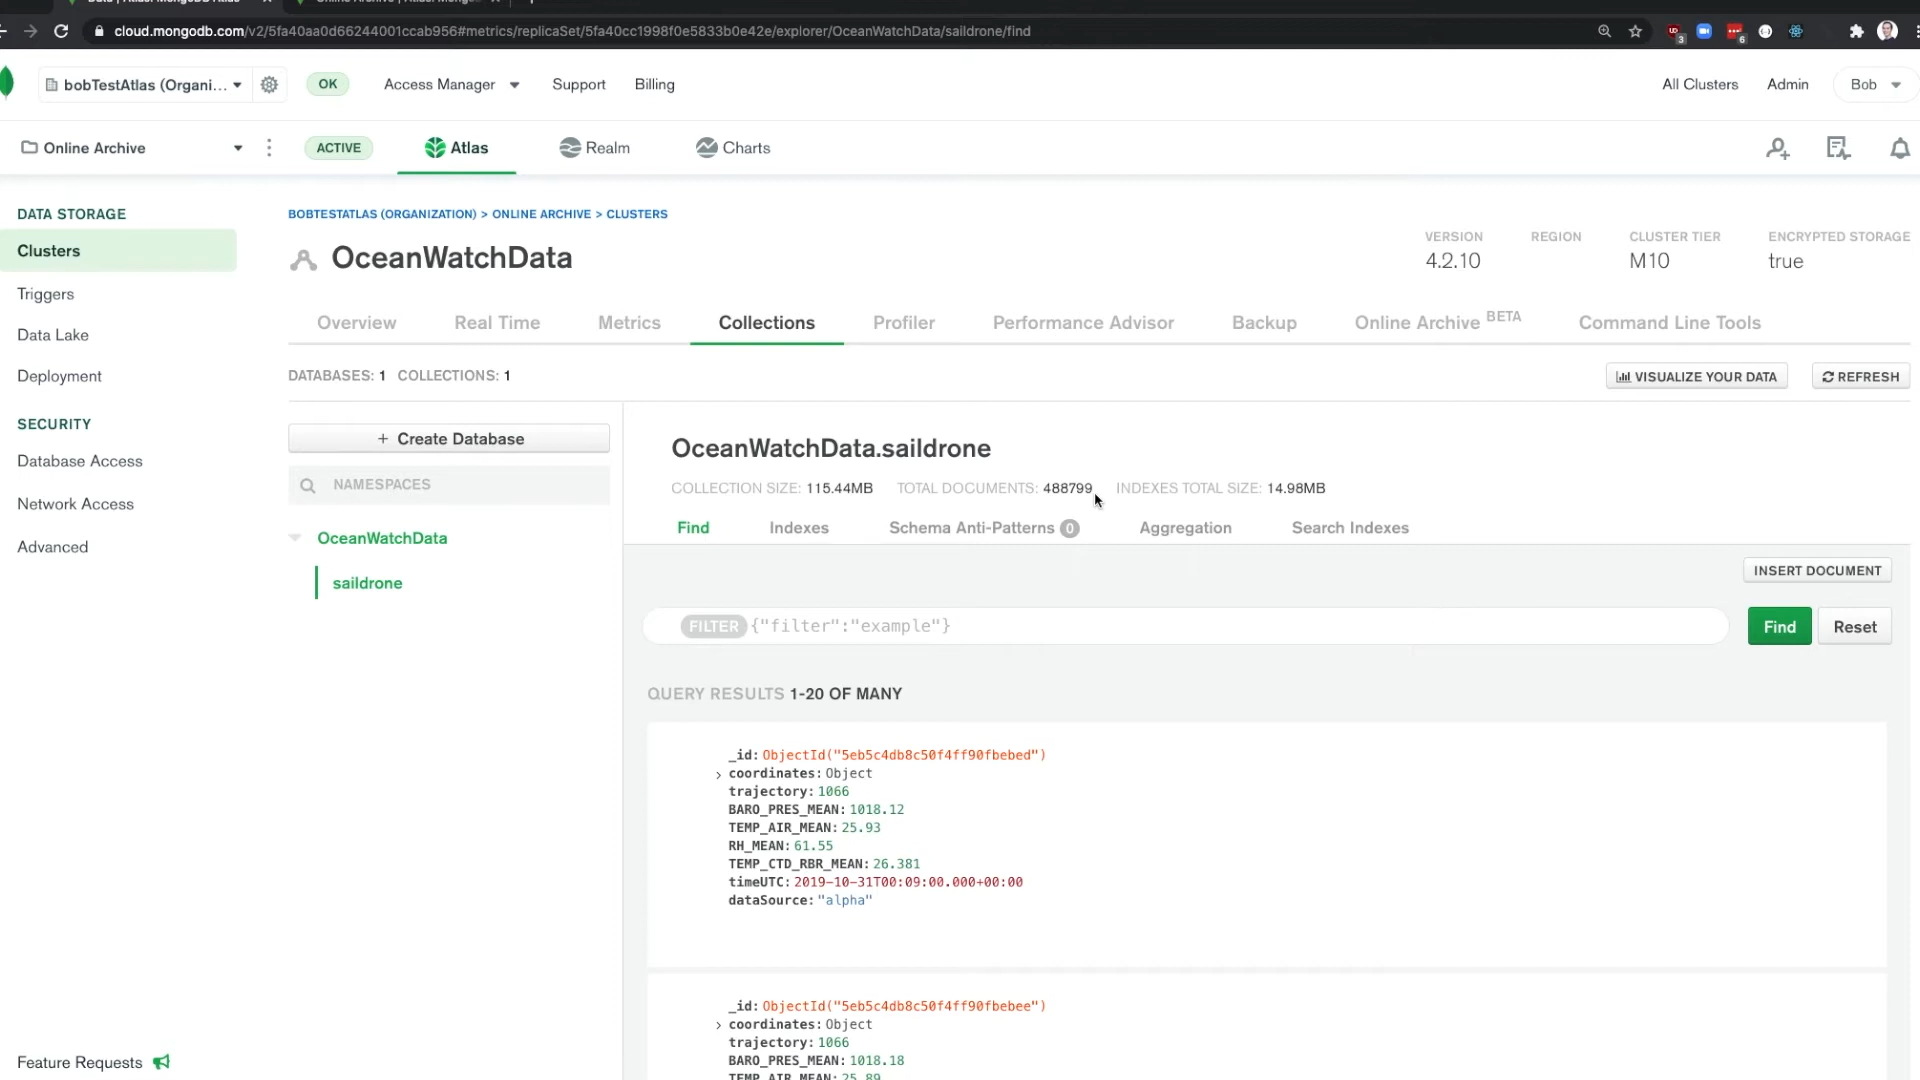 cloud.mongodb.com/v2/5fa40aa0d66244001ccab956#metrics/replicaSet/5fa40cc1998f0e5833b0e42e/explorer/OceanWatchData/saildrone/find
3
6
bobTestAtlas (Organi...
OK
Access Manager
Support
Billing
All Clusters
Admin
Bob
Online Archive
ACTIVE
Atlas
Realm
Charts
DATA STORAGE
Clusters
Triggers
Data Lake
Deployment
SECURITY
Database Access
Network Access
Advanced
Feature Requests
BOBTESTATLAS (ORGANIZATION) > ONLINE ARCHIVE > CLUSTERS
OceanWatchData
VERSION
4.2.10
REGION
CLUSTER TIER
M10
ENCRYPTED STORAGE
true
Overview
Real Time
Metrics
Collections
Profiler
Performance Advisor
Backup
Online Archive BETA
Command Line Tools
DATABASES: 1 COLLECTIONS: 1
VISUALIZE YOUR DATA
REFRESH
+ Create Database
NAMESPACES
OceanWatchData
saildrone
OceanWatchData.saildrone
COLLECTION SIZE: 115.44MB TOTAL DOCUMENTS: 488799 INDEXES TOTAL SIZE: 14.98MB
Find
Indexes
Schema Anti-Patterns 0
Aggregation
Search Indexes
INSERT DOCUMENT
FILTER {"filter":"example"}
Find
Reset
QUERY RESULTS 1-20 OF MANY
_id: ObjectId("5eb5c4db8c50f4ff90fbebed")
coordinates: Object
trajectory: 1066
BARO_PRES_MEAN: 1018.12
TEMP_AIR_MEAN: 25.93
RH_MEAN: 61.55
TEMP_CTD_RBR_MEAN: 26.381
timeUTC: 2019-10-31T00:09:00.000+00:00
dataSource: "alpha"
_id: ObjectId("5eb5c4db8c50f4ff90fbebee")
coordinates: Object
trajectory: 1066
BARO_PRES_MEAN: 1018.18
TEMP_AIR_MEAN: 25.89